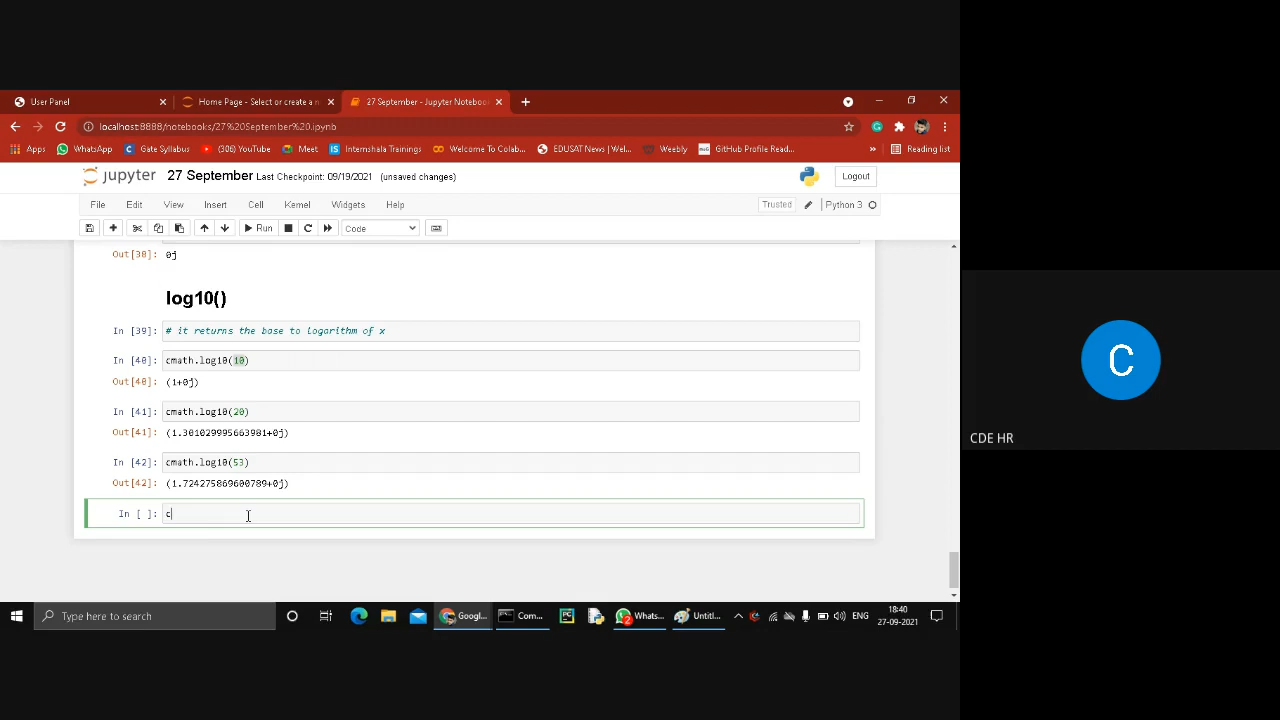 User Panel
Home Page - Select or create a n
27 September - Jupyter Noteboo
localhost:8888/notebooks/27%20September%20.ipynb
Apps WhatsApp Gate Syllabus (306) YouTube Meet Internshala Trainings Welcome To Colab... EDUSAT News | Wel... Weebly GitHub Profile Read... » Reading list
jupyter 27 September Last Checkpoint: 09/19/2021 (unsaved changes) Logout
File Edit View Insert Cell Kernel Widgets Help Trusted Python 3
Run Code
Out[38]: 0j
log10()
In [39]: # it returns the base to logarithm of x
In [40]: cmath.log10(10)
Out[40]: (1+0j)
In [41]: cmath.log10(20)
Out[41]: (1.301029995663981+0j)
In [42]: cmath.log10(53)
Out[42]: (1.724275869600789+0j)
In [ ]: c
C
CDE HR
Type here to search
Googl...
Com...
PC
2
Whats...
Untitl...
ENG
18:40
27-09-2021